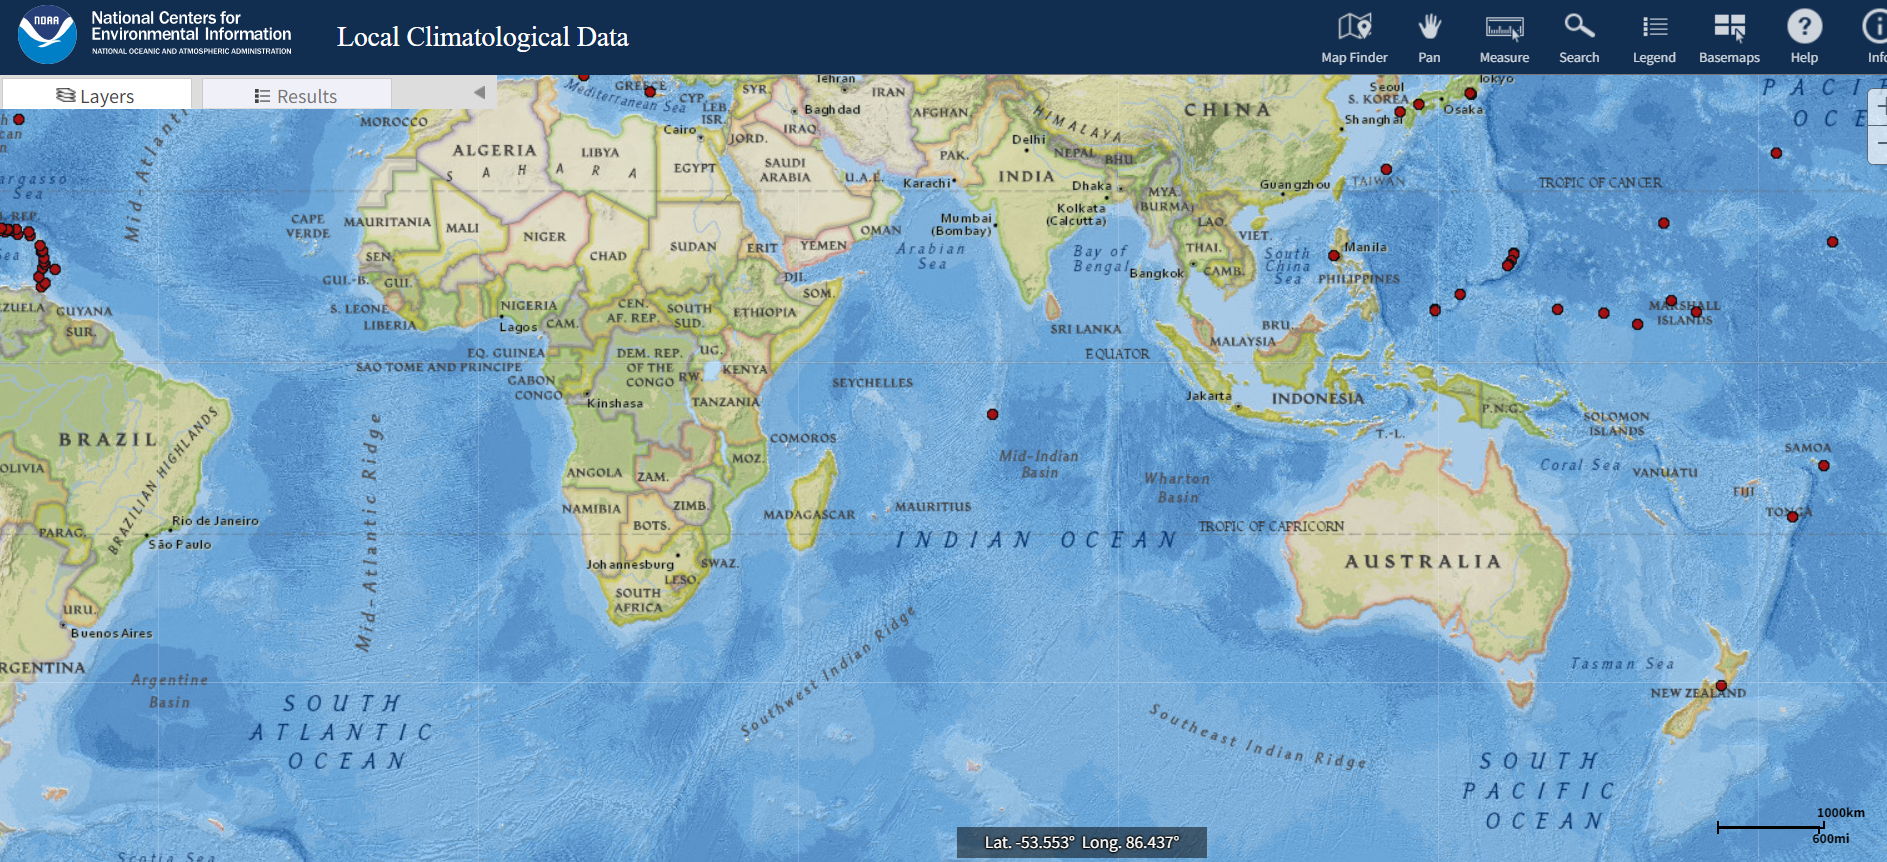 NOAA
National Centers for
Environmental Information
NATIONAL OCEANIC AND ATMOSPHERIC ADMINISTRATION
Local Climatological Data
Map Finder
Pan
Measure
Search
Legend
Basemaps
Help
Layers
Results
GREECE
Mediterranean Sea
CYP.
LEB.
ISR.
SYR.
Tehran
IRAN
Baghdad
AFGHAN.
HIMALAYA
CHINA
Seoul
S. KOREA
Tokyo
Osaka
Shanghai
MOROCCO
Cairo
JORD.
IRAQ
Delhi
NEPAL
BHU.
PAK.
ALGERIA
LIBYA
EGYPT
SAHARA
SAUDI
ARABIA
U.A.E.
Karachi
INDIA
Dhaka
Guangzhou
TAIWAN
TROPIC OF CANCER
Sea
Mid-Atlanti
CAPE
VERDE
MAURITANIA
MALI
NIGER
CHAD
SUDAN
ERIT
YEMEN
OMAN
Arabian
Sea
Mumbai
(Bombay)
Kolkata
(Calcutta)
MYA.
(BURMA)
LAO.
VIET.
THAI.
Bay of
Bengal
Bangkok
CAMB.
South
China
Sea
Manila
PHILIPPINES
SEN.
GUI.-B.
GUI.
S. LEONE
LIBERIA
NIGERIA
Lagos
CAM.
CEN.
AF. REP.
SOUTH
SUD.
DJI.
SOM.
ETHIOPIA
SRI LANKA
BRU.
MALAYSIA
MARSHALL
ISLANDS
GUYANA
SUR.
EQ. GUINEA
SAO TOME AND PRINCIPE
GABON
CONGO
DEM. REP.
OF THE
CONGO
UG.
RW.
KENYA
EQUATOR
SEYCHELLES
Kinshasa
TANZANIA
Jakarta
INDONESIA
P.N.G.
SOLOMON
ISLANDS
T.-L.
BRAZIL
BRAZILIAN HIGHLANDS
OLIVIA
Mid-Atlantic Ridge
COMOROS
ANGOLA
ZAM.
MOZ.
Mid-Indian
Basin
Wharton
Basin
Coral Sea
VANUATU
SAMOA
FIJI
TONGA
NAMIBIA
ZIMB.
BOTS.
MADAGASCAR
MAURITIUS
INDIAN OCEAN
TROPIC OF CAPRICORN
PARAG.
Rio de Janeiro
São Paulo
Johannesburg
SWAZ.
LESO.
SOUTH
AFRICA
AUSTRALIA
URU.
Buenos Aires
RGENTINA
Argentine
Basin
Southwest Indian Ridge
Southeast Indian Ridge
Tasman Sea
NEW ZEALAND
SOUTH
ATLANTIC
OCEAN
SOUTH
PACIFIC
OCEAN
1000km
600mi
Lat. -53.553° Long. 86.437°
Scotia Sea